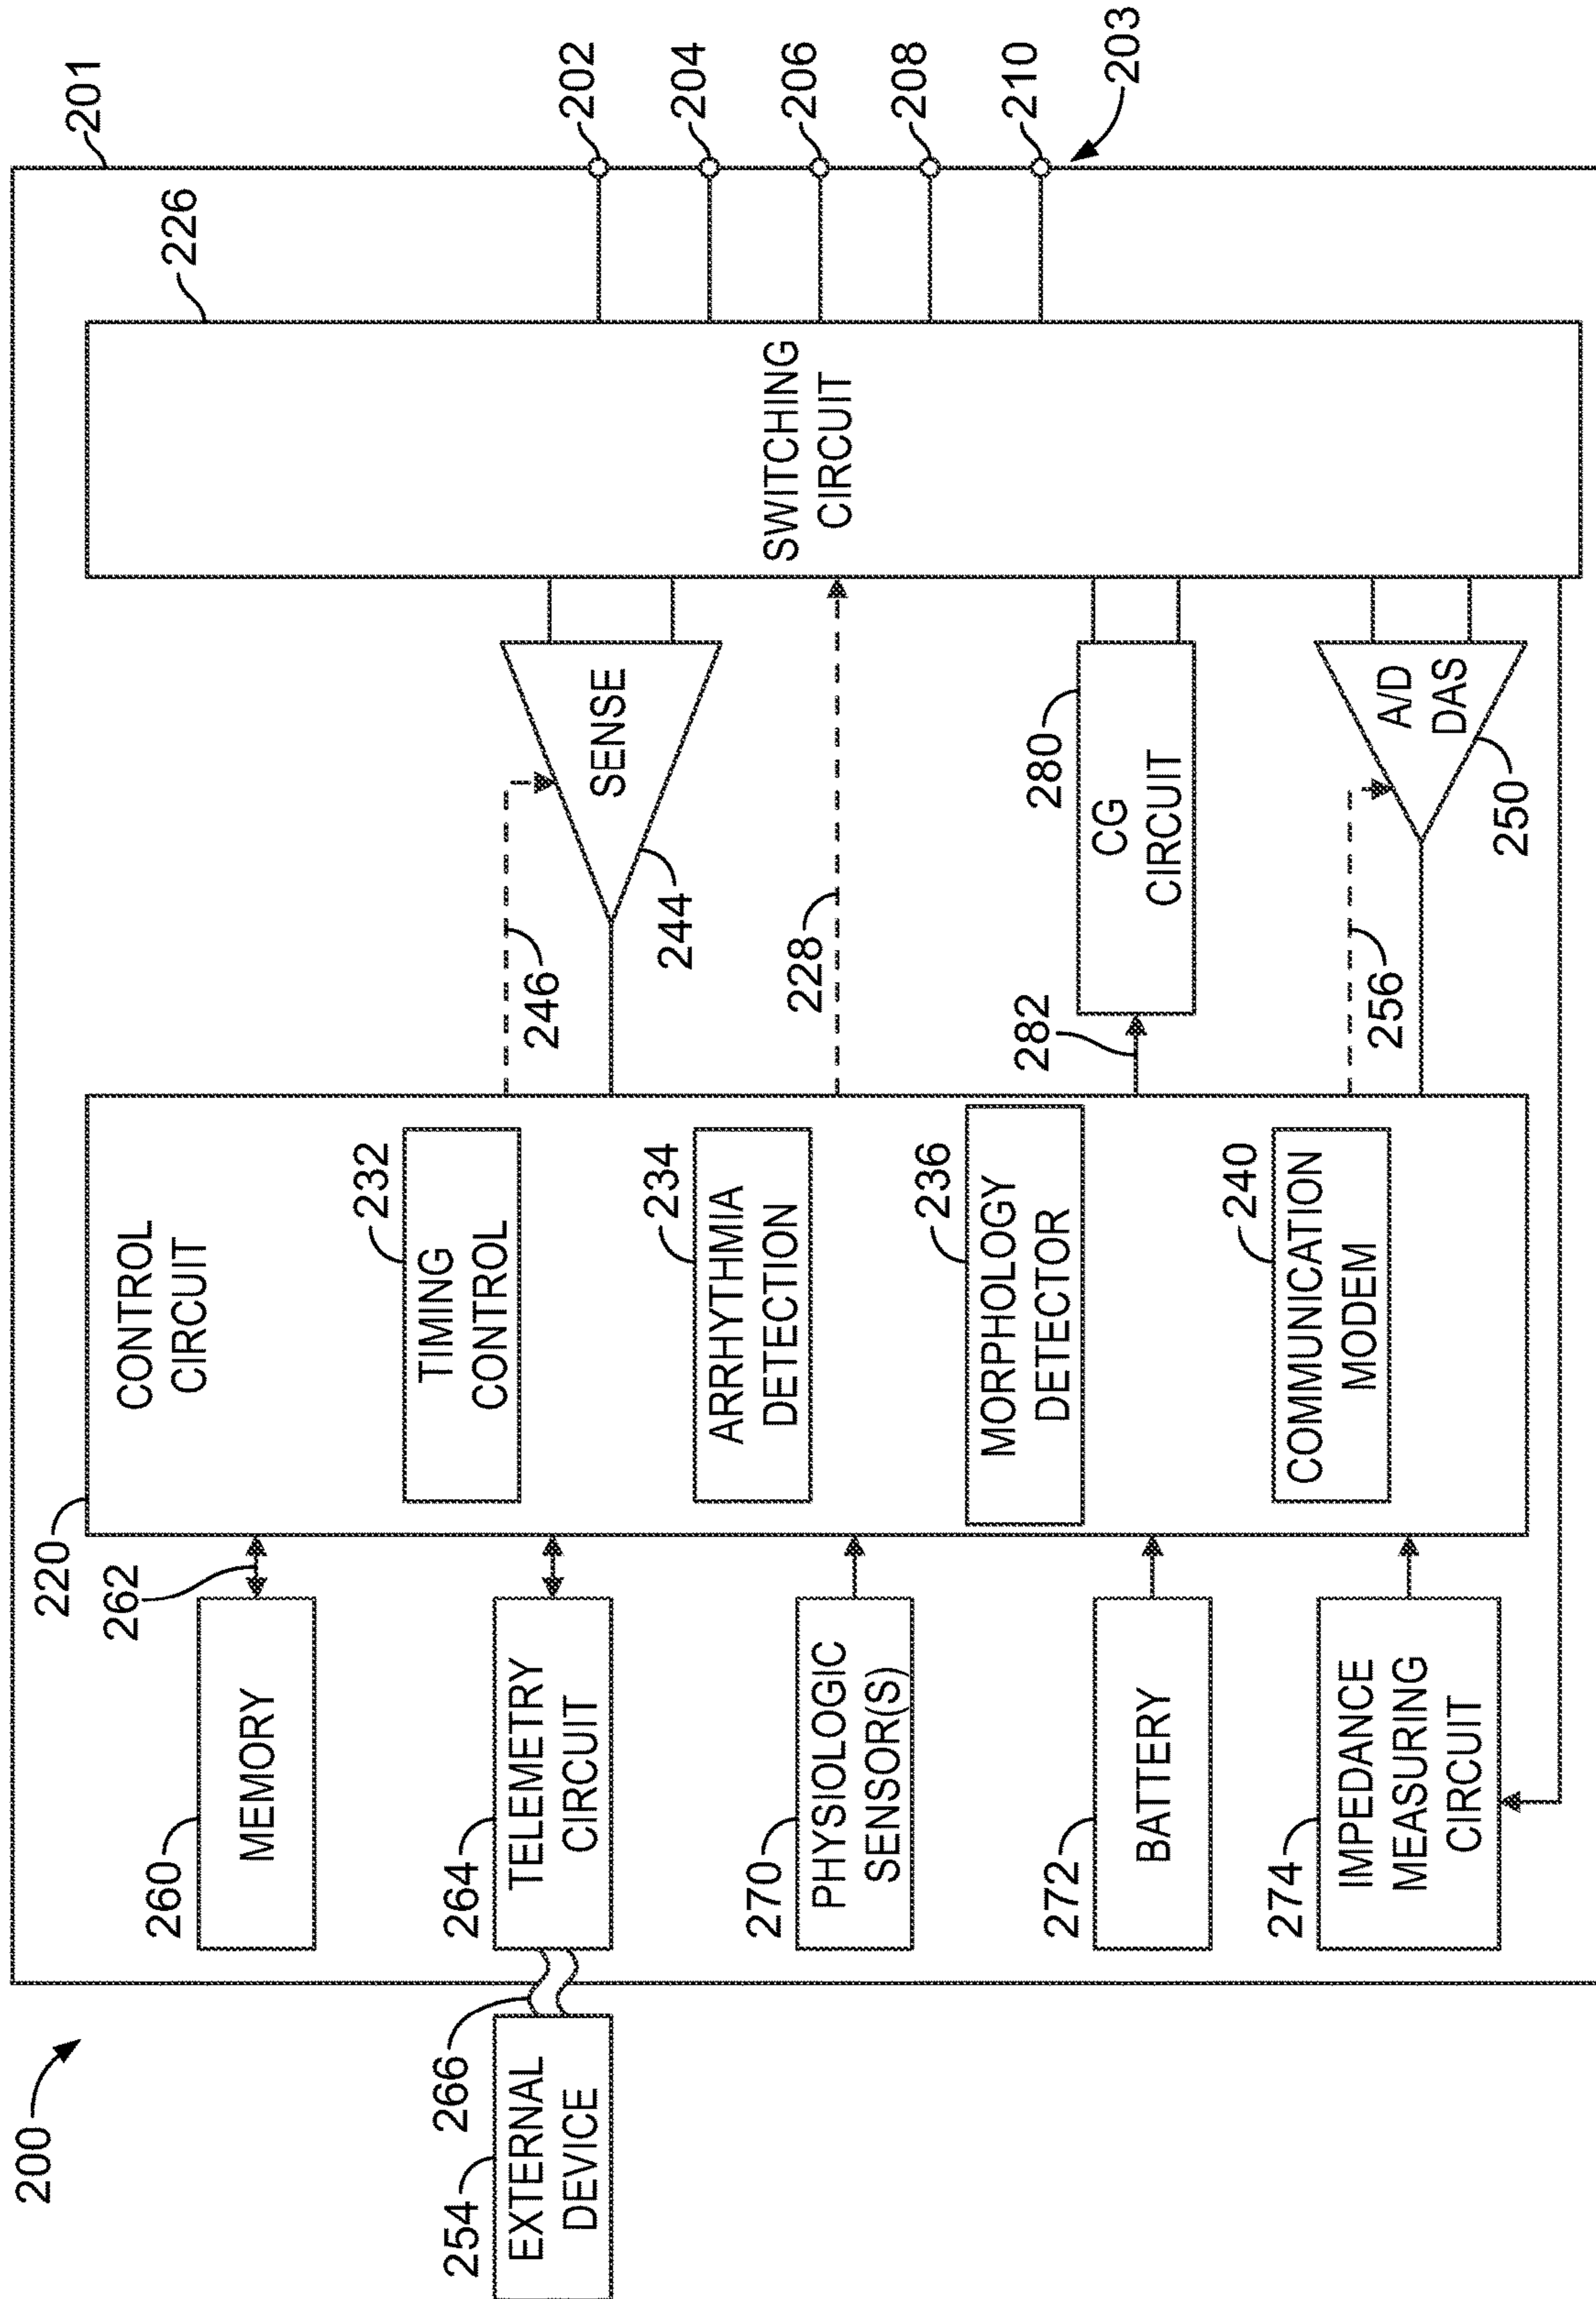 200
201
220
262
226
202
204
206
208
210
203
CONTROL
CIRCUIT
232
TIMING
CONTROL
234
ARRHYTHMIA
DETECTION
236
MORPHOLOGY
DETECTOR
240
COMMUNICATION
MODEM
260
MEMORY
264
TELEMETRY
CIRCUIT
266
254
EXTERNAL
DEVICE
270
PHYSIOLOGIC
SENSOR(S)
272
BATTERY
274
IMPEDANCE
MEASURING
CIRCUIT
246
SENSE
244
228
282
280
CG
CIRCUIT
256
A/D
DAS
250
SWITCHING
CIRCUIT